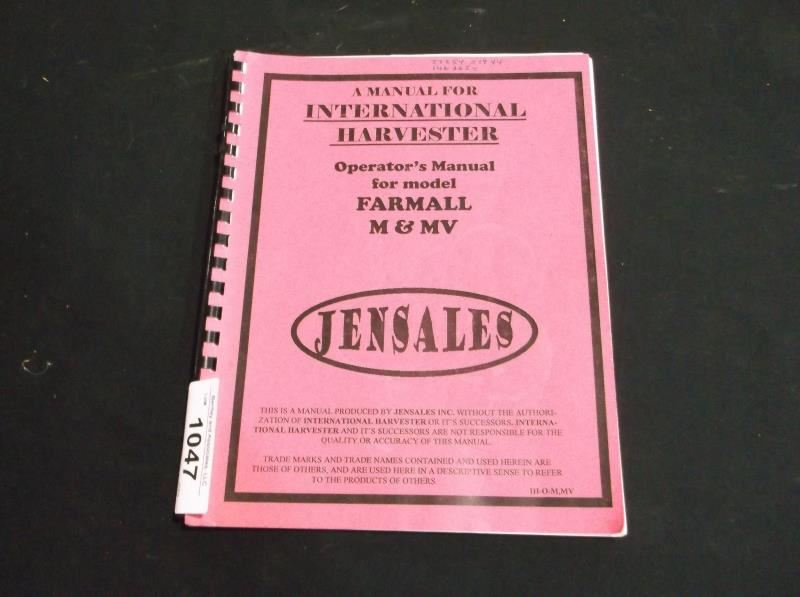 A MANUAL FOR
INTERNATIONAL
HARVESTER
Operator's Manual
for model
FARMALL
M & MV
JENSALES
THIS IS A MANUAL PRODUCED BY JENSALES INC. WITHOUT THE AUTHORI-
ZATION OF INTERNATIONAL HARVESTER OR IT'S SUCCESSORS. INTERNA-
TIONAL HARVESTER AND IT'S SUCCESSORS ARE NOT RESPONSIBLE FOR THE
QUALITY OR ACCURACY OF THIS MANUAL.
TRADE MARKS AND TRADE NAMES CONTAINED AND USED HEREIN ARE
THOSE OF OTHERS, AND ARE USED HERE IN A DESCRIPTIVE SENSE TO REFER
TO THE PRODUCTS OF OTHERS.
IH-O-M,MV
1047